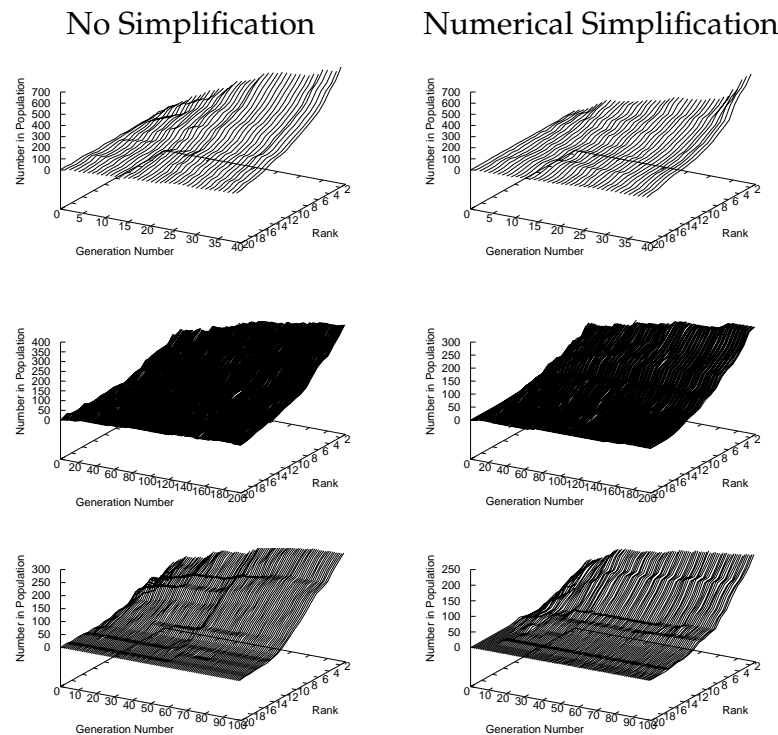 No Simplification
Numerical Simplification
Number in Population
700
600
500
400
300
200
100
0
0 5 10 15 20 25 30 35 40
Generation Number
20 18 16 14 12 10 8 6 4 2
Rank
Number in Population
700
600
500
400
300
200
100
0
0 5 10 15 20 25 30 35 40
Generation Number
20 18 16 14 12 10 8 6 4 2
Rank
Number in Population
400
350
300
250
200
150
100
50
0
0 20 40 60 80 100 120 140 160 180 200
Generation Number
20 18 16 14 12 10 8 6 4 2
Rank
Number in Population
300
250
200
150
100
50
0
0 20 40 60 80 100 120 140 160 180 200
Generation Number
20 18 16 14 12 10 8 6 4 2
Rank
Number in Population
300
250
200
150
100
50
0
0 10 20 30 40 50 60 70 80 90 100
Generation Number
20 18 16 14 12 10 8 6 4 2
Rank
Number in Population
250
200
150
100
50
0
0 10 20 30 40 50 60 70 80 90 100
Generation Number
20 18 16 14 12 10 8 6 4 2
Rank